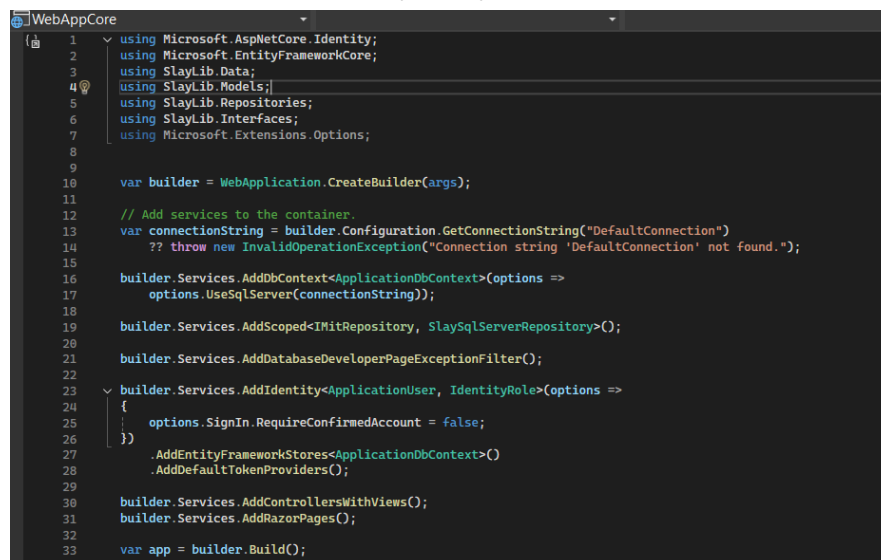 WebAppCore
1 using Microsoft.AspNetCore.Identity;
2 using Microsoft.EntityFrameworkCore;
3 using SlayLib.Data;
4 using SlayLib.Models;
5 using SlayLib.Repositories;
6 using SlayLib.Interfaces;
7 using Microsoft.Extensions.Options;
8
9
10 var builder = WebApplication.CreateBuilder(args);
11
12 // Add services to the container.
13 var connectionString = builder.Configuration.GetConnectionString("DefaultConnection")
14     ?? throw new InvalidOperationException("Connection string 'DefaultConnection' not found.");
15
16 builder.Services.AddDbContext<ApplicationDbContext>(options =>
17     options.UseSqlServer(connectionString));
18
19 builder.Services.AddScoped<IMitRepository, SlaySqlServerRepository>();
20
21 builder.Services.AddDatabaseDeveloperPageExceptionFilter();
22
23 builder.Services.AddIdentity<ApplicationUser, IdentityRole>(options =>
24 {
25     options.SignIn.RequireConfirmedAccount = false;
26 })
27     .AddEntityFrameworkStores<ApplicationDbContext>()
28     .AddDefaultTokenProviders();
29
30 builder.Services.AddControllersWithViews();
31 builder.Services.AddRazorPages();
32
33 var app = builder.Build();